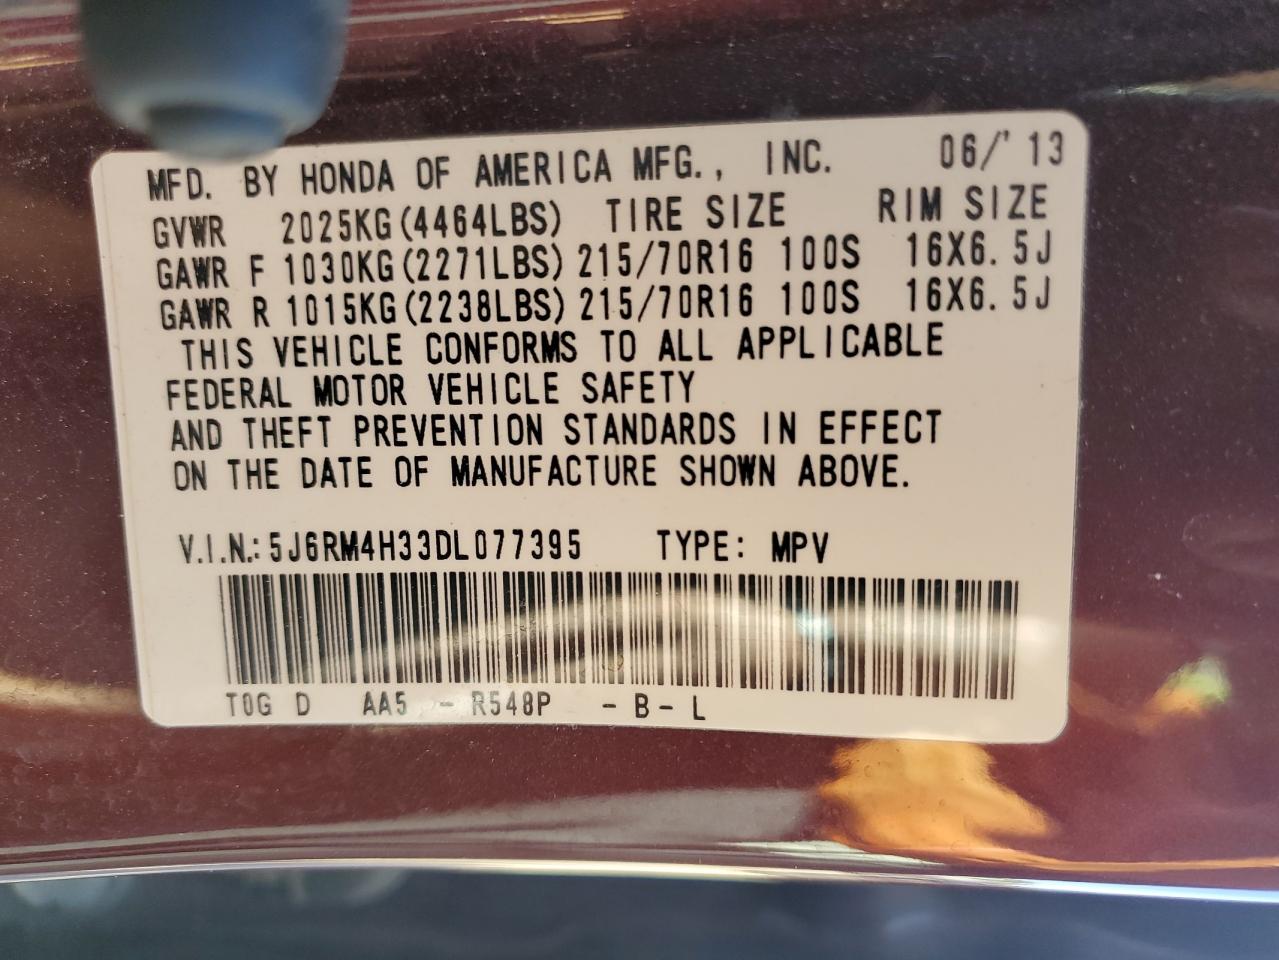 MFD. BY HONDA OF AMERICA MFG., INC. 06/'13
GVWR 2025KG(4464LBS) TIRE SIZE RIM SIZE
GAWR F 1030KG(2271LBS) 215/70R16 100S 16X6.5J
GAWR R 1015KG(2238LBS) 215/70R16 100S 16X6.5J
THIS VEHICLE CONFORMS TO ALL APPLICABLE
FEDERAL MOTOR VEHICLE SAFETY
AND THEFT PREVENTION STANDARDS IN EFFECT
ON THE DATE OF MANUFACTURE SHOWN ABOVE.
V.I.N.: 5J6RM4H33DL077395 TYPE: MPV
T0G D AA5 - R548P - B - L